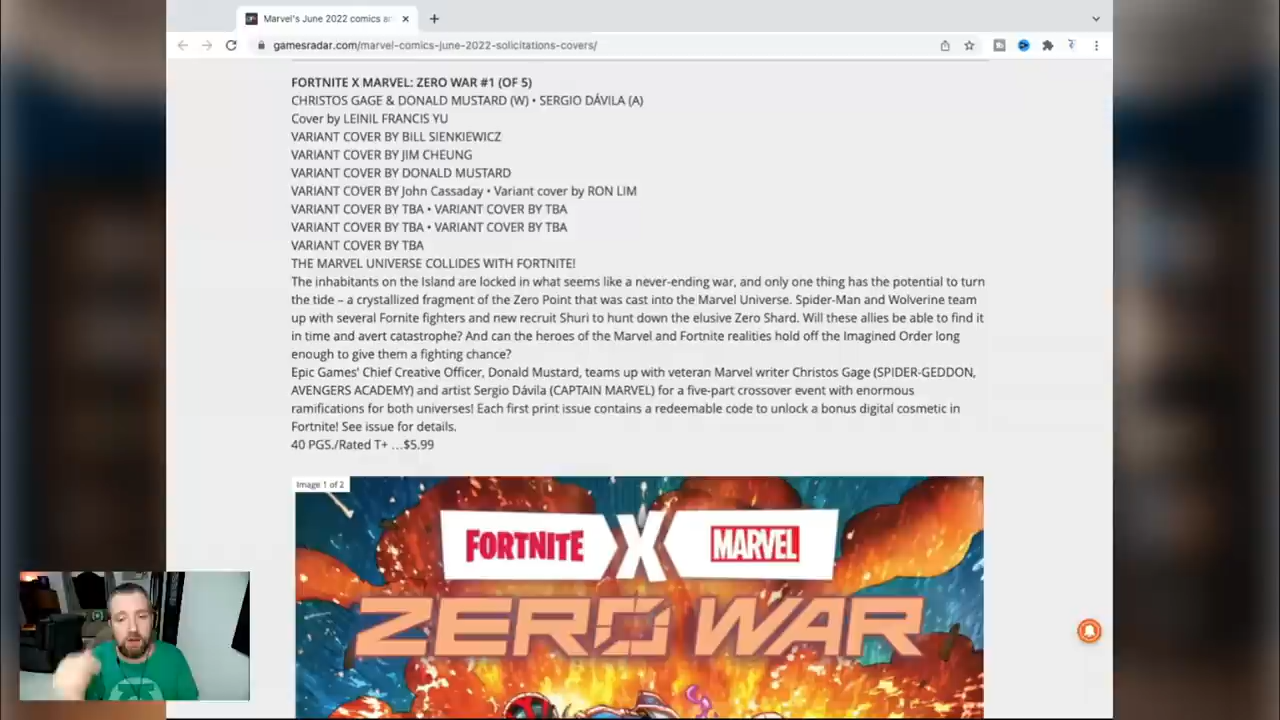 Marvel's June 2022 comics an
gamesradar.com/marvel-comics-june-2022-solicitations-covers/
FORTNITE X MARVEL: ZERO WAR #1 (OF 5)
CHRISTOS GAGE & DONALD MUSTARD (W) • SERGIO DÁVILA (A)
Cover by LEINIL FRANCIS YU
VARIANT COVER BY BILL SIENKIEWICZ
VARIANT COVER BY JIM CHEUNG
VARIANT COVER BY DONALD MUSTARD
VARIANT COVER BY John Cassaday • Variant cover by RON LIM
VARIANT COVER BY TBA • VARIANT COVER BY TBA
VARIANT COVER BY TBA • VARIANT COVER BY TBA
VARIANT COVER BY TBA
THE MARVEL UNIVERSE COLLIDES WITH FORTNITE!
The inhabitants on the Island are locked in what seems like a never-ending war, and only one thing has the potential to turn
the tide – a crystallized fragment of the Zero Point that was cast into the Marvel Universe. Spider-Man and Wolverine team
up with several Fornite fighters and new recruit Shuri to hunt down the elusive Zero Shard. Will these allies be able to find it
in time and avert catastrophe? And can the heroes of the Marvel and Fortnite realities hold off the Imagined Order long
enough to give them a fighting chance?
Epic Games' Chief Creative Officer, Donald Mustard, teams up with veteran Marvel writer Christos Gage (SPIDER-GEDDON,
AVENGERS ACADEMY) and artist Sergio Dávila (CAPTAIN MARVEL) for a five-part crossover event with enormous
ramifications for both universes! Each first print issue contains a redeemable code to unlock a bonus digital cosmetic in
Fortnite! See issue for details.
40 PGS./Rated T+ …$5.99
Image 1 of 2
FORTNITE X MARVEL
ZERO WAR